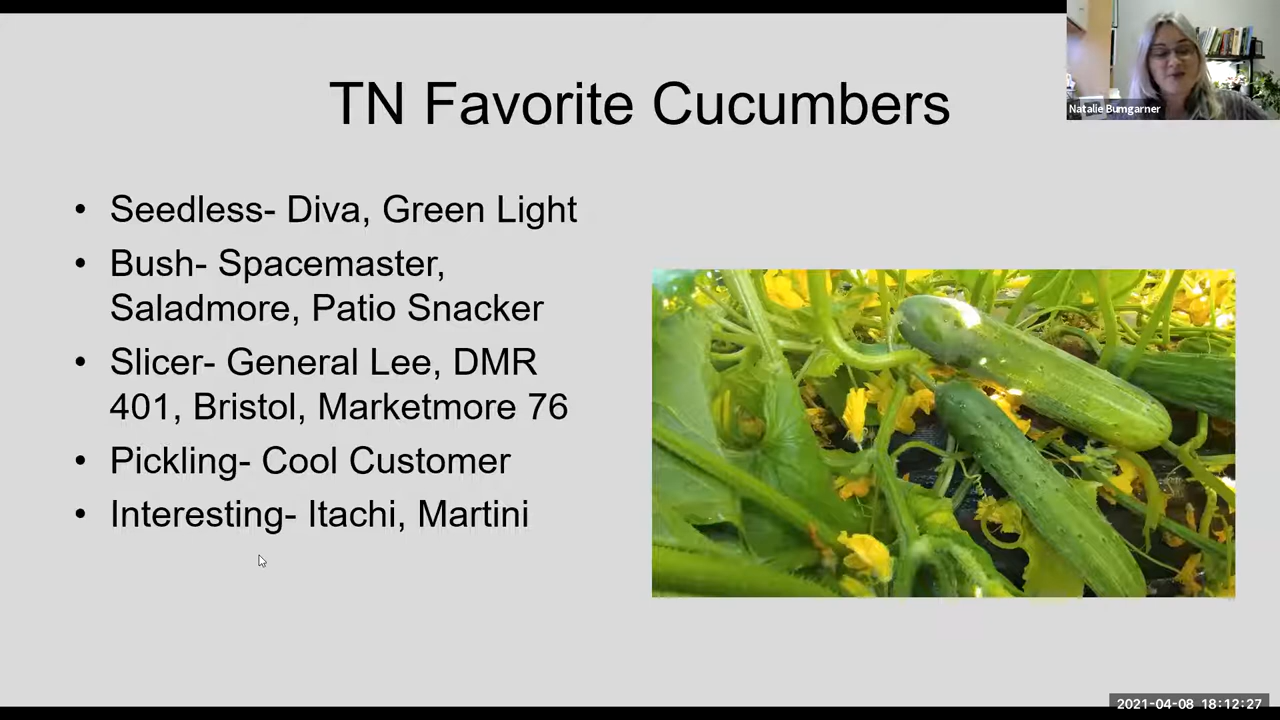 TN Favorite Cucumbers
Natalie Bumgarner
• Seedless- Diva, Green Light
• Bush- Spacemaster,
Saladmore, Patio Snacker
• Slicer- General Lee, DMR
401, Bristol, Marketmore 76
• Pickling- Cool Customer
• Interesting- Itachi, Martini
2021-04-08 18:12:27